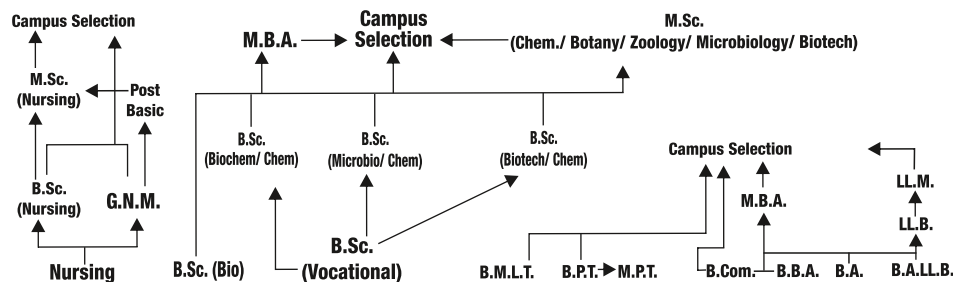 Campus Selection
M.Sc.
(Nursing)
Post
Basic
B.Sc.
(Nursing)
G.N.M.
Nursing
M.B.A.
Campus
Selection
M.Sc.
(Chem./ Botany/ Zoology/ Microbiology/ Biotech)
B.Sc.
(Biochem/ Chem)
B.Sc.
(Microbio/ Chem)
B.Sc.
(Biotech/ Chem)
B.Sc. (Bio)
B.Sc.
(Vocational)
Campus Selection
M.B.A.
LL.M.
LL.B.
B.M.L.T.
B.P.T.
M.P.T.
B.Com.
B.B.A.
B.A.
B.A.LL.B.